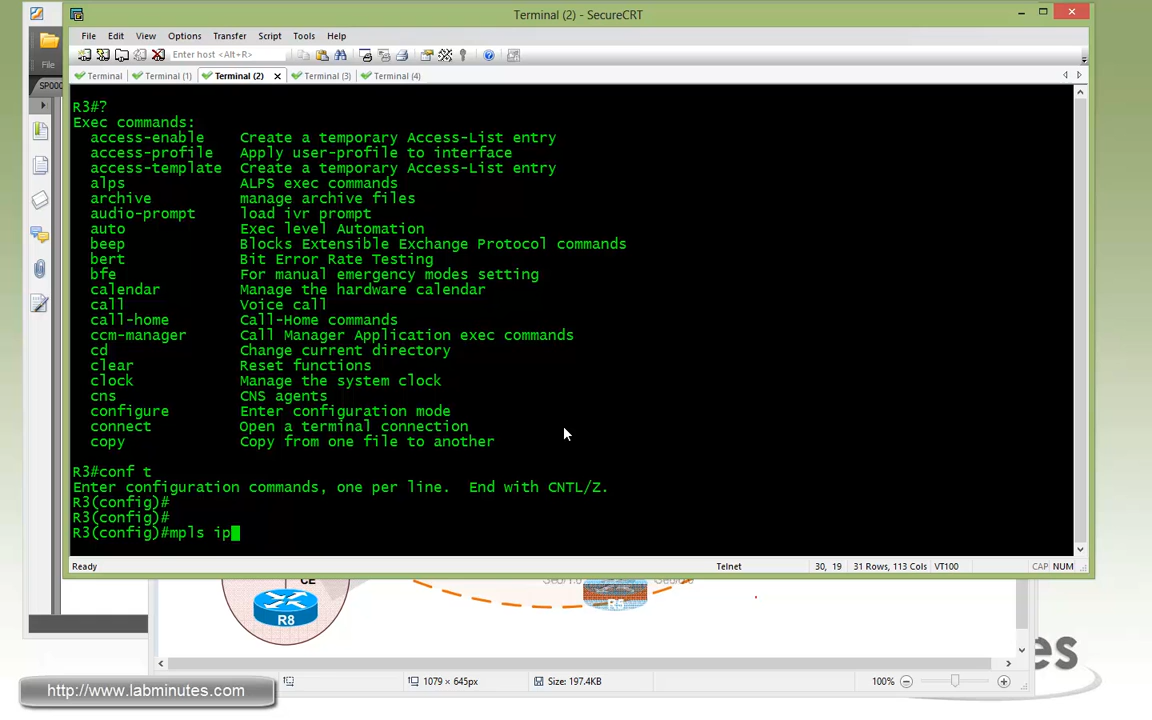 Terminal (2) - SecureCRT
File Edit View Options Transfer Script Tools Help
Enter host <Alt+R>
File
SP000
Terminal Terminal (1) Terminal (2) Terminal (3) Terminal (4)
R3#?
Exec commands:
access-enable Create a temporary Access-List entry
access-profile Apply user-profile to interface
access-template Create a temporary Access-List entry
alps ALPS exec commands
archive manage archive files
audio-prompt load ivr prompt
auto Exec level Automation
beep Blocks Extensible Exchange Protocol commands
bert Bit Error Rate Testing
bfe For manual emergency modes setting
calendar Manage the hardware calendar
call Voice call
call-home Call-Home commands
ccm-manager Call Manager Application exec commands
cd Change current directory
clear Reset functions
clock Manage the system clock
cns CNS agents
configure Enter configuration mode
connect Open a terminal connection
copy Copy from one file to another
R3#conf t
Enter configuration commands, one per line. End with CNTL/Z.
R3(config)#
R3(config)#
R3(config)#mpls ip
Ready Telnet 30, 19 31 Rows, 113 Cols VT100 CAP NUM
CE
R8
es
1079 × 645px Size: 197.4KB 100%
http://www.labminutes.com